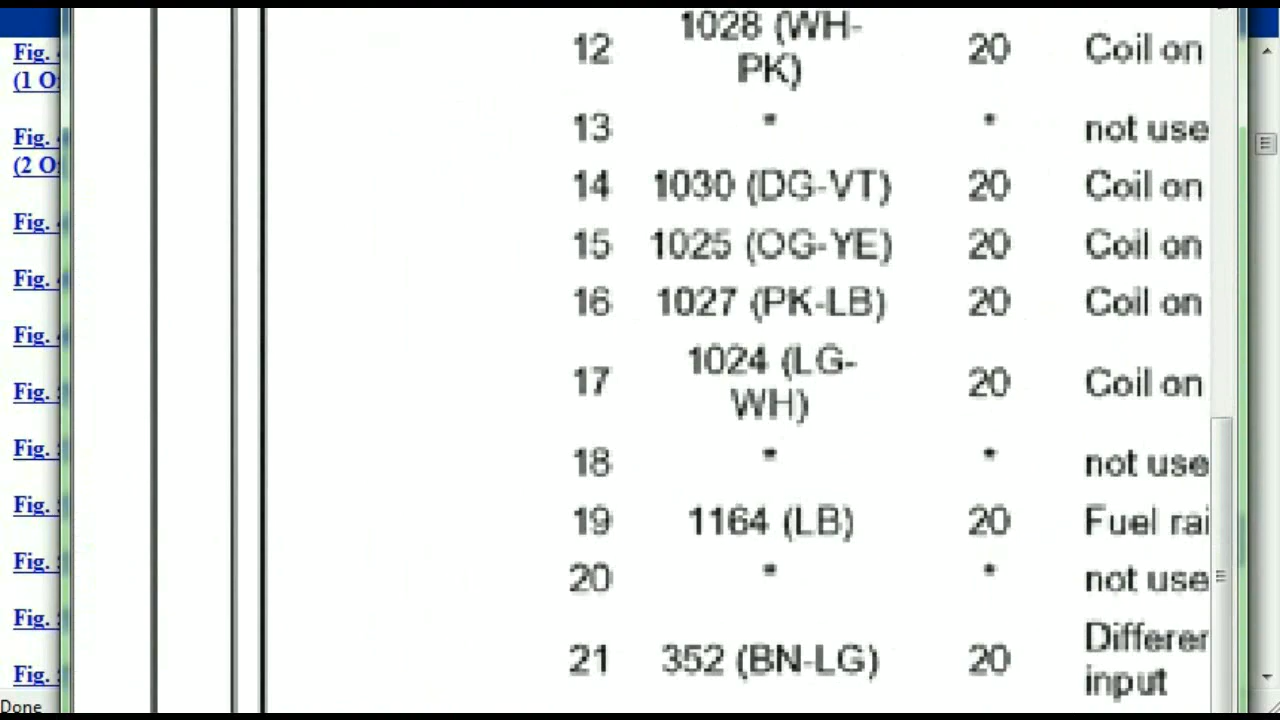 Fig.
(1 O
Fig.
(2 O
Fig.
Fig.
Fig.
Fig.
Fig.
Fig.
Fig.
Fig.
Fig.
Done
12 1028 (WH-PK) 20 Coil on
13 * * not use
14 1030 (DG-VT) 20 Coil on
15 1025 (OG-YE) 20 Coil on
16 1027 (PK-LB) 20 Coil on
17 1024 (LG-WH) 20 Coil on
18 * * not use
19 1164 (LB) 20 Fuel rai
20 * * not use
21 352 (BN-LG) 20 Differen
input